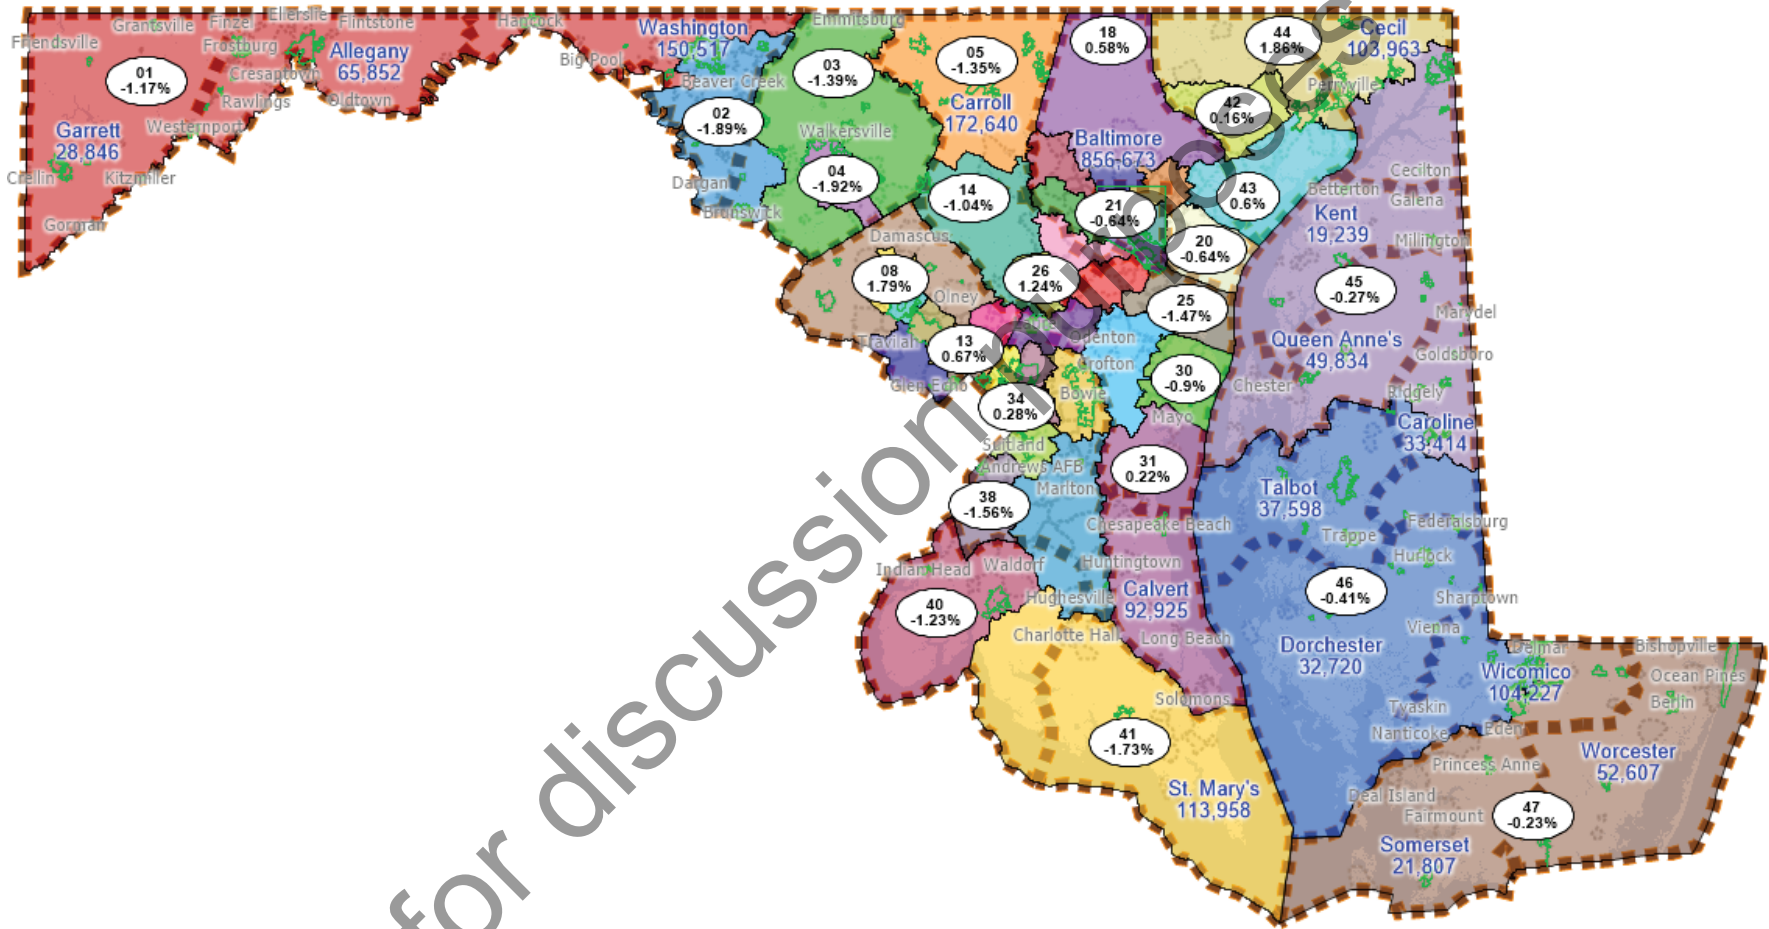 Grantsville
Finzel
Ellerslie
Flintstone
Hancock
Friendsville
Frostburg
Allegany
65,852
01
-1.17%
Cresaptown
Rawlings
Oldtown
Westernport
Garrett
28,846
Crellin
Kitzmiller
Gorman
Washington
150,517
Big Pool
Beaver Creek
02
-1.89%
Dargan
Brunswick
Emmitsburg
03
-1.39%
Walkersville
04
-1.92%
05
-1.35%
Carroll
172,640
14
-1.04%
18
0.58%
Baltimore
856,673
21
-0.64%
44
1.86%
Cecil
103,963
Perryville
42
0.16%
43
0.6%
20
-0.64%
Cecilton
Betterton
Galena
Kent
19,239
Millington
45
-0.27%
Marydel
Queen Anne's
49,834
Goldsboro
Chester
Ridgely
Caroline
33,414
Damascus
08
1.79%
Olney
26
1.24%
25
-1.47%
Travilah
13
0.67%
Odenton
Crofton
Glen Echo
34
0.28%
Bowie
30
-0.9%
Mayo
Suitland
Andrews AFB
31
0.22%
Marlton
38
-1.56%
Chesapeake Beach
Indian Head
Waldorf
Huntingtown
Hughesville
Calvert
92,925
40
-1.23%
Charlotte Hall
Long Beach
Solomons
41
-1.73%
St. Mary's
113,958
Talbot
37,598
Trappe
Federalsburg
Hurlock
46
-0.41%
Sharptown
Vienna
Dorchester
32,720
Delmar
Bishopville
Wicomico
104,227
Ocean Pines
Berlin
Tyaskin
Nanticoke
Eden
Princess Anne
Worcester
52,607
Deal Island
Fairmount
47
-0.23%
Somerset
21,807
for discussion purposes